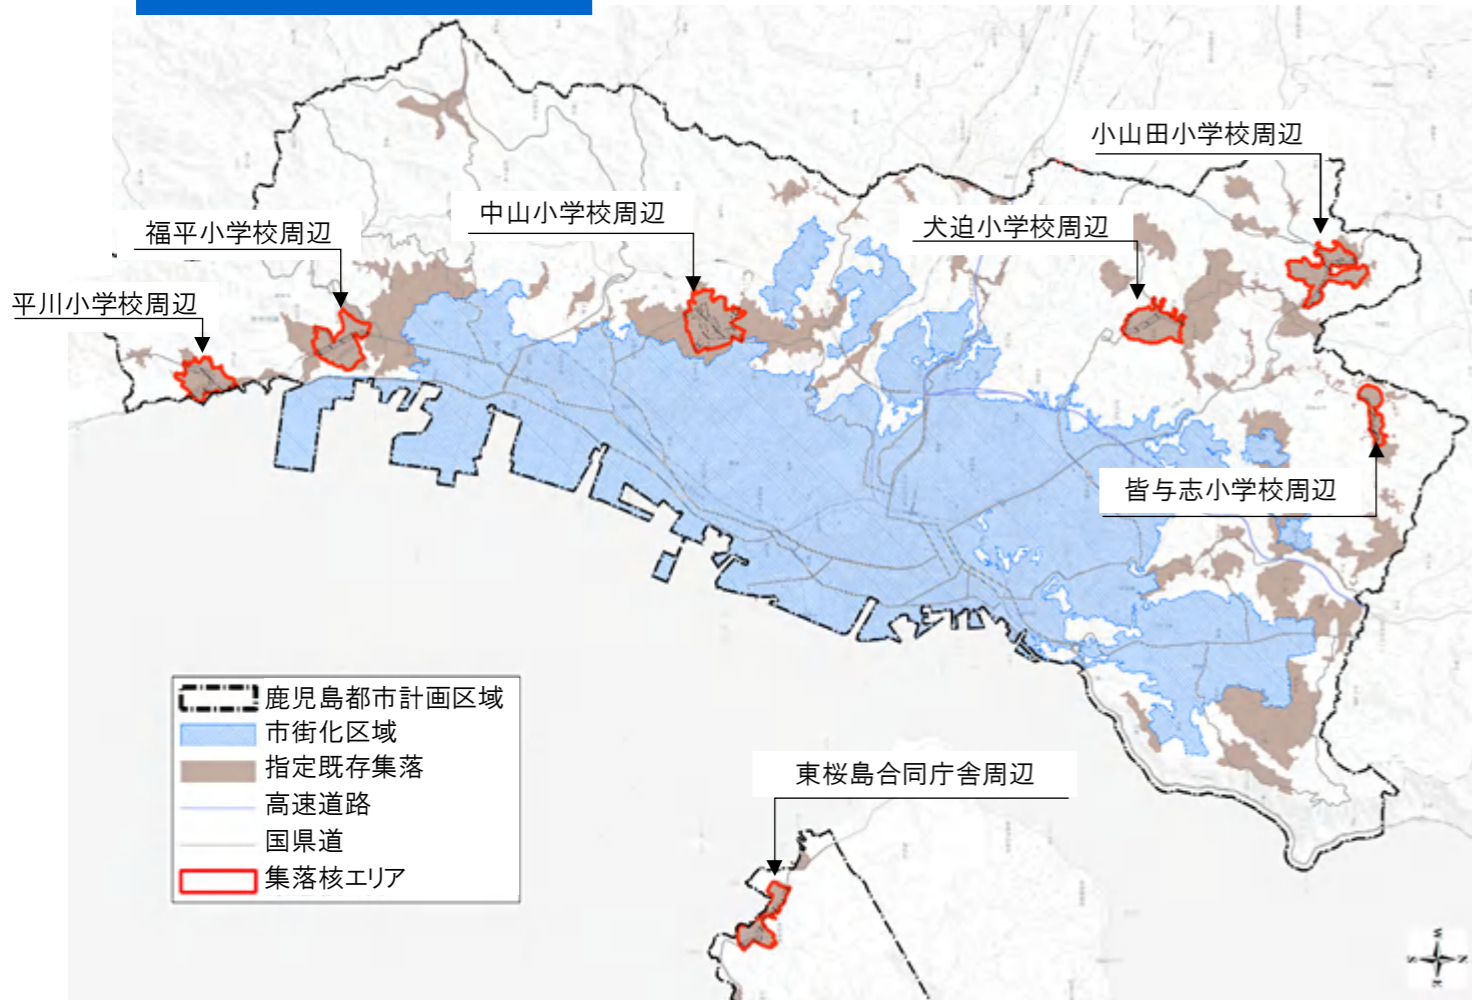 小山田小学校周辺
中山小学校周辺
犬迫小学校周辺
福平小学校周辺
平川小学校周辺
皆与志小学校周辺
鹿児島都市計画区域
市街化区域
指定既存集落
高速道路
国県道
集落核エリア
東桜島合同庁舎周辺